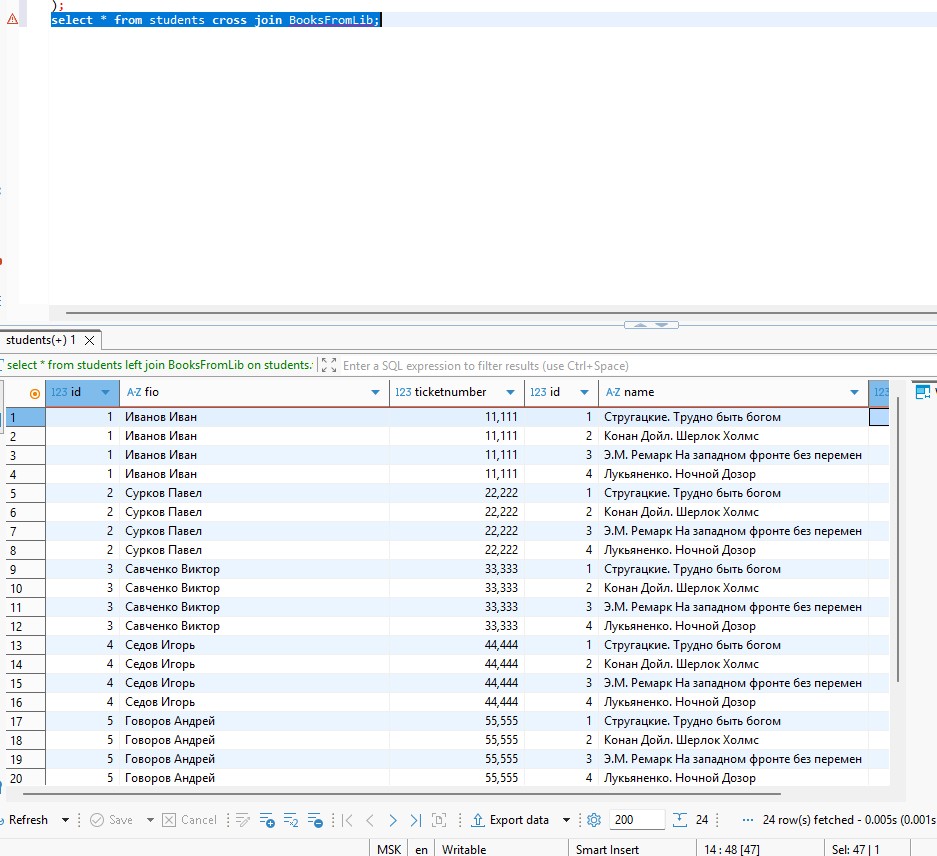 );
select * from students cross join BooksFromLib;
students(+) 1
select * from students left join BooksFromLib on students.
Enter a SQL expression to filter results (use Ctrl+Space)
123 id A-Z fio 123 ticketnumber 123 id A-Z name 123
1 1 Иванов Иван 11,111 1 Стругацкие. Трудно быть богом
2 1 Иванов Иван 11,111 2 Конан Дойл. Шерлок Холмс
3 1 Иванов Иван 11,111 3 Э.М. Ремарк На западном фронте без перемен
4 1 Иванов Иван 11,111 4 Лукьяненко. Ночной Дозор
5 2 Сурков Павел 22,222 1 Стругацкие. Трудно быть богом
6 2 Сурков Павел 22,222 2 Конан Дойл. Шерлок Холмс
7 2 Сурков Павел 22,222 3 Э.М. Ремарк На западном фронте без перемен
8 2 Сурков Павел 22,222 4 Лукьяненко. Ночной Дозор
9 3 Савченко Виктор 33,333 1 Стругацкие. Трудно быть богом
10 3 Савченко Виктор 33,333 2 Конан Дойл. Шерлок Холмс
11 3 Савченко Виктор 33,333 3 Э.М. Ремарк На западном фронте без перемен
12 3 Савченко Виктор 33,333 4 Лукьяненко. Ночной Дозор
13 4 Седов Игорь 44,444 1 Стругацкие. Трудно быть богом
14 4 Седов Игорь 44,444 2 Конан Дойл. Шерлок Холмс
15 4 Седов Игорь 44,444 3 Э.М. Ремарк На западном фронте без перемен
16 4 Седов Игорь 44,444 4 Лукьяненко. Ночной Дозор
17 5 Говоров Андрей 55,555 1 Стругацкие. Трудно быть богом
18 5 Говоров Андрей 55,555 2 Конан Дойл. Шерлок Холмс
19 5 Говоров Андрей 55,555 3 Э.М. Ремарк На западном фронте без перемен
20 5 Говоров Андрей 55,555 4 Лукьяненко. Ночной Дозор
Refresh Save Cancel Export data 200 24 ... 24 row(s) fetched - 0.005s (0.001s
MSK en Writable Smart Insert 14 : 48 [47] Sel: 47 | 1